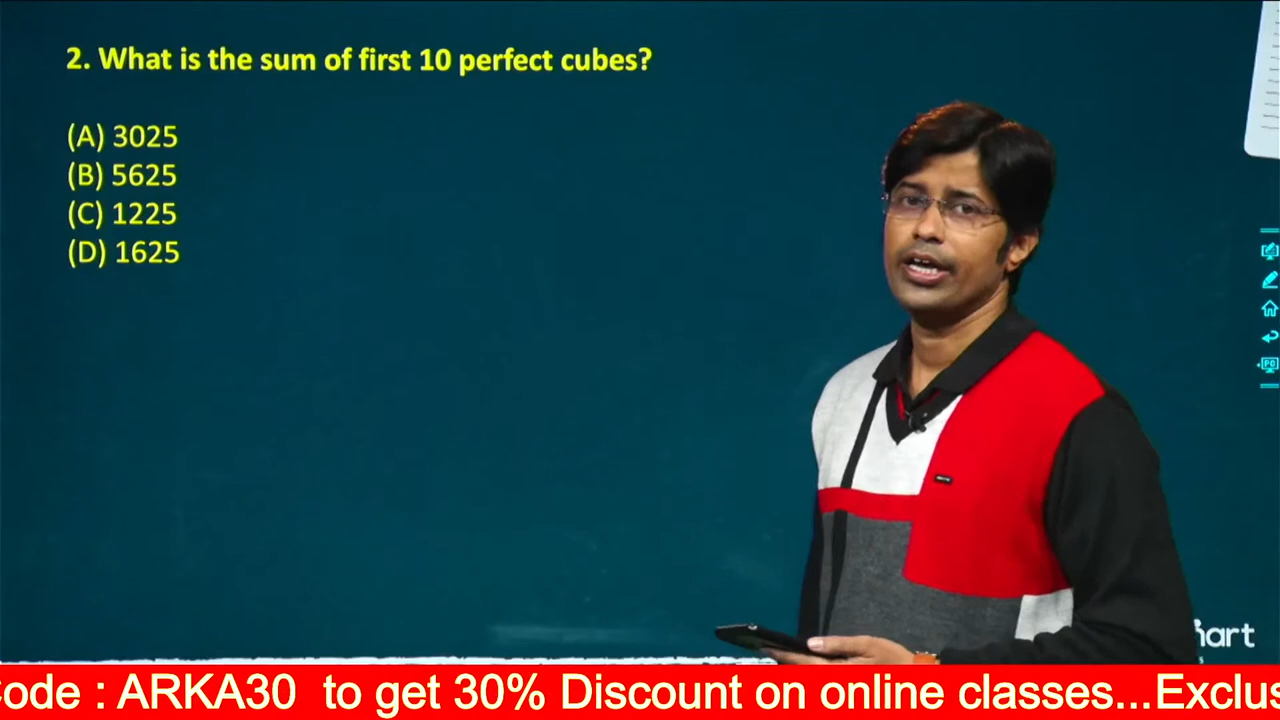 2. What is the sum of first 10 perfect cubes?
(A) 3025
(B) 5625
(C) 1225
(D) 1625
hart
Code : ARKA30 to get 30% Discount on online classes...Exclus